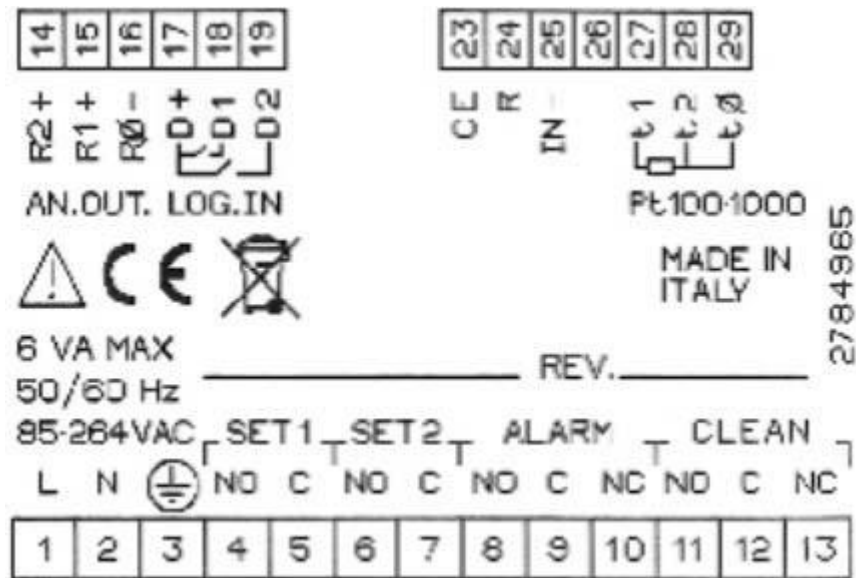 14 15 16 17 18 19
23 24 25 26 27 28 29
R2+ R1+ RØ- D+ D1 D2
CE R IN- t1 t2 tØ
AN.OUT. LOG.IN
Pt100-1000
CE
MADE IN
ITALY
2784985
6 VA MAX
50/60 Hz
REV.
85-264VAC SET1 SET2 ALARM CLEAN
L N NO C NO C NO C NC NO C NC
1 2 3 4 5 6 7 8 9 10 11 12 13